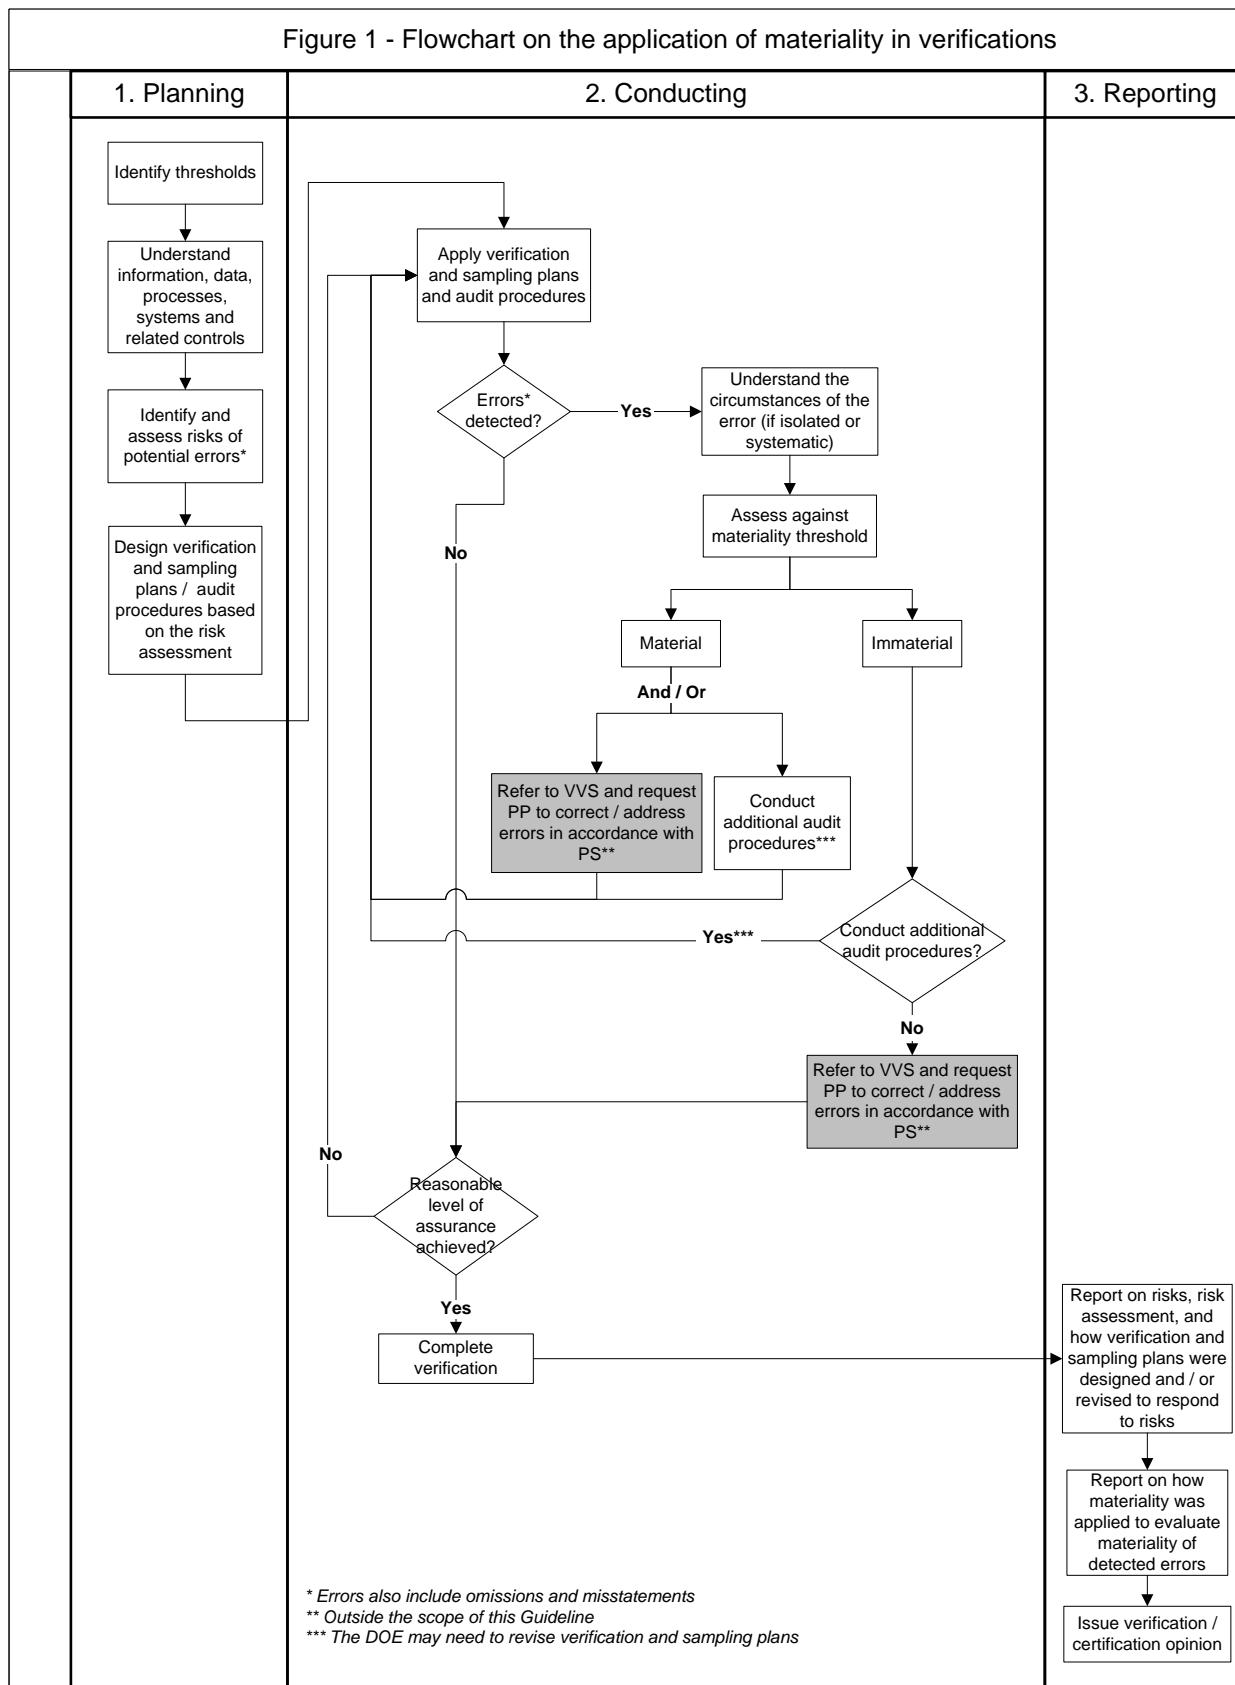 Figure 1 - Flowchart on the application of materiality in verifications
1. Planning
2. Conducting
3. Reporting
Identify thresholds
Understand
information, data,
processes,
systems and
related controls
Identify and
assess risks of
potential errors*
Design verification
and sampling
plans / audit
procedures based
on the risk
assessment
Apply verification
and sampling plans
and audit procedures
Errors*
detected?
Yes
Understand the
circumstances of the
error (if isolated or
systematic)
Assess against
materiality threshold
No
Material
Immaterial
And / Or
Refer to VVS and request
PP to correct / address
errors in accordance with
PS**
Conduct
additional audit
procedures***
Conduct additional
audit procedures?
Yes***
No
Refer to VVS and request
PP to correct / address
errors in accordance with
PS**
No
Reasonable
level of
assurance
achieved?
Yes
Complete
verification
Report on risks, risk
assessment, and
how verification and
sampling plans were
designed and / or
revised to respond
to risks
Report on how
materiality was
applied to evaluate
materiality of
detected errors
Issue verification /
certification opinion
* Errors also include omissions and misstatements
** Outside the scope of this Guideline
*** The DOE may need to revise verification and sampling plans